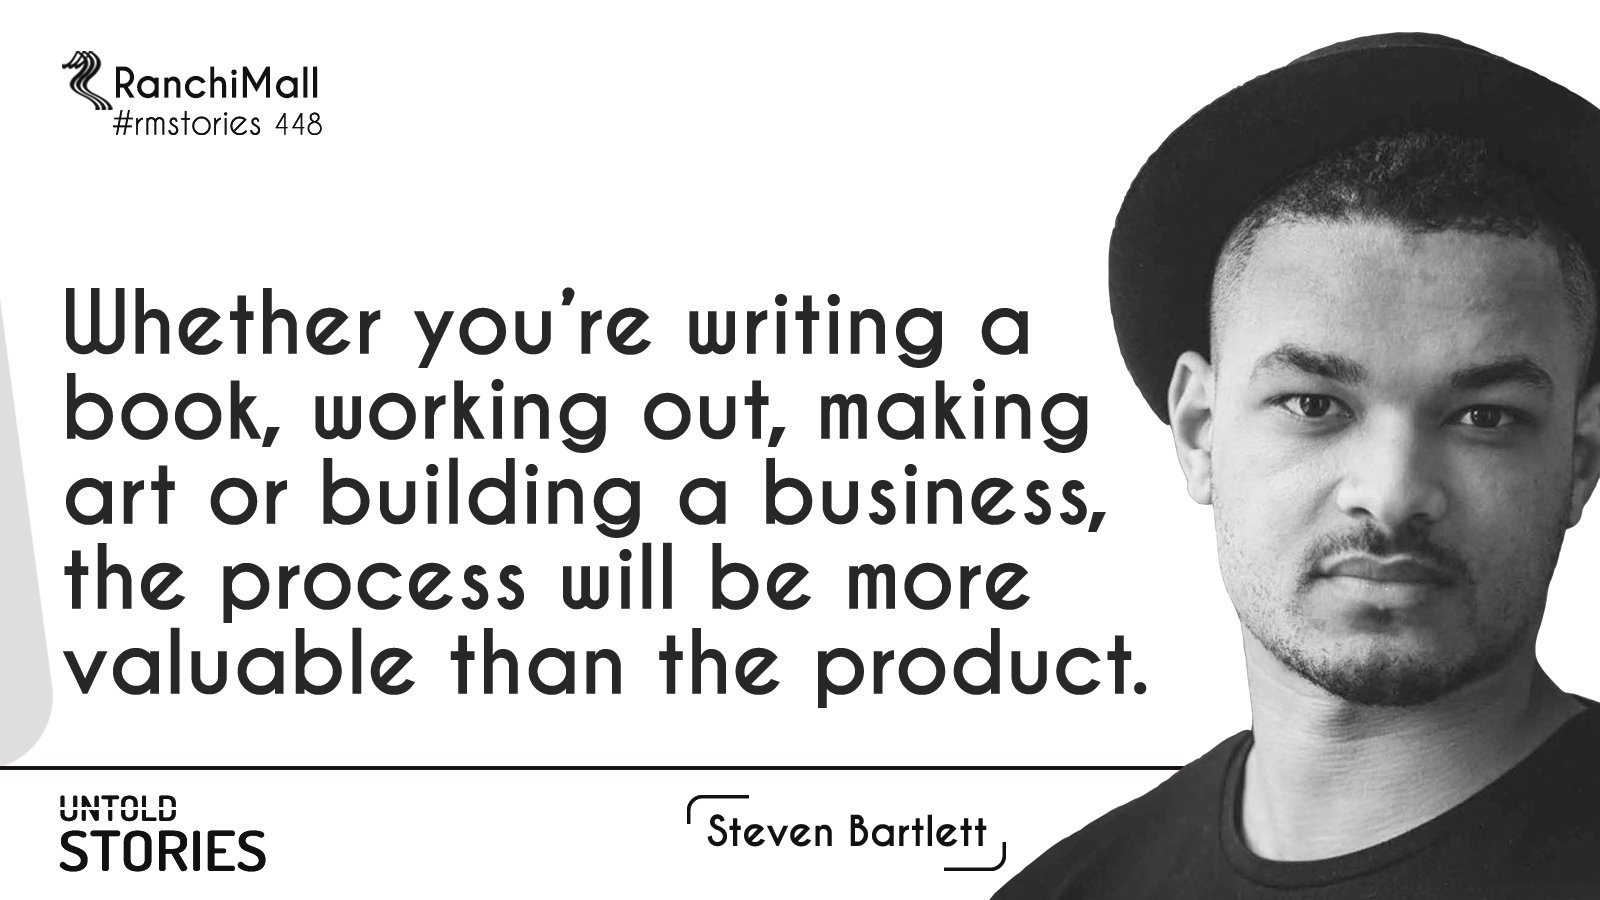 RanchiMall
#rmstories 448
Whether you're writing a
book, working out, making
art or building a business,
the process will be more
valuable than the product.
UNTOLD
STORIES
Steven Bartlett